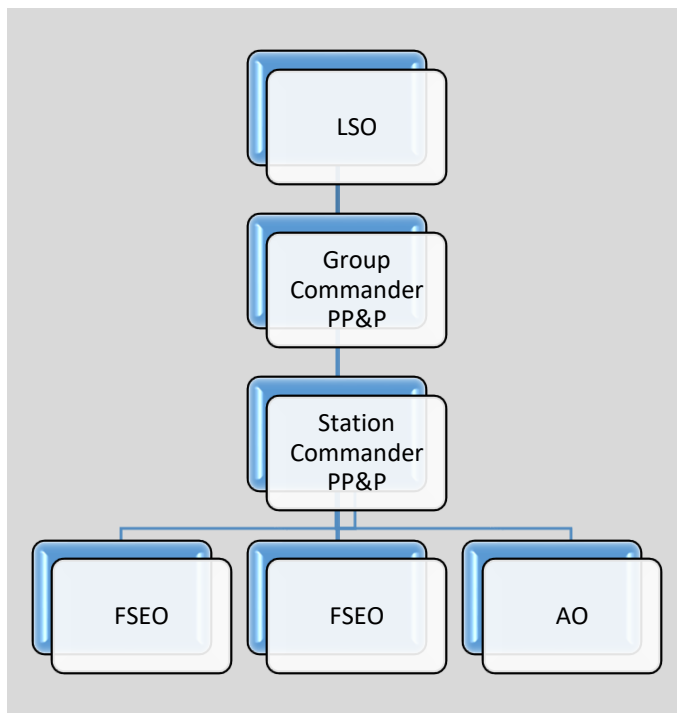 LSO
Group
Commander
PP&P
Station
Commander
PP&P
FSEO
FSEO
AO